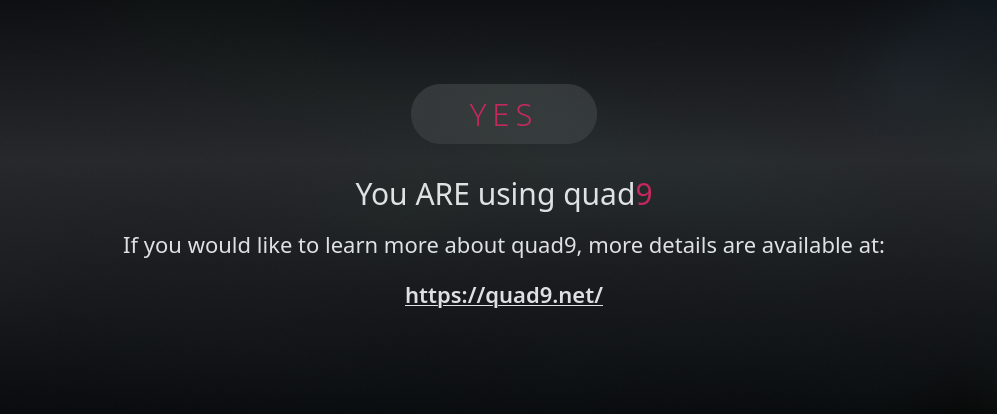 YES
You ARE using quad9
If you would like to learn more about quad9, more details are available at:
https://quad9.net/